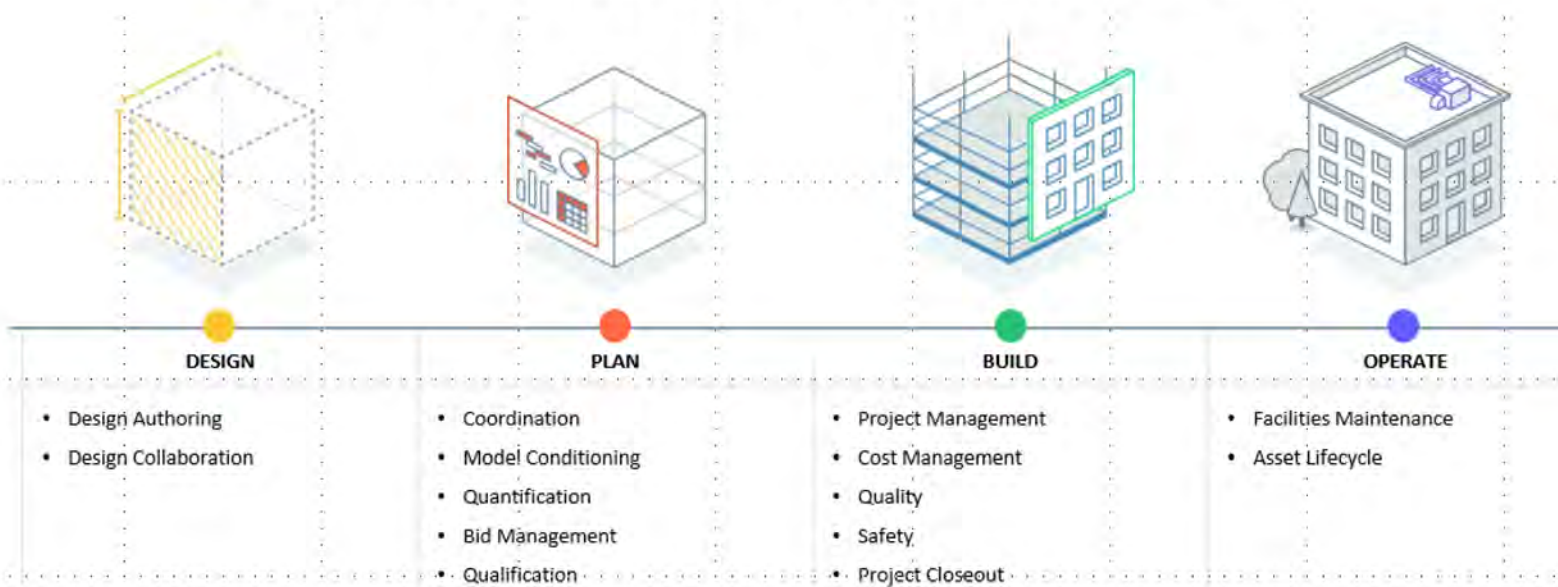 DESIGN
PLAN
BUILD
OPERATE
• Design Authoring
• Design Collaboration
• Coordination
• Model Conditioning
• Quantification
• Bid Management
• Qualification
• Project Management
• Cost Management
• Quality
• Safety
• Project Closeout
• Facilities Maintenance
• Asset Lifecycle